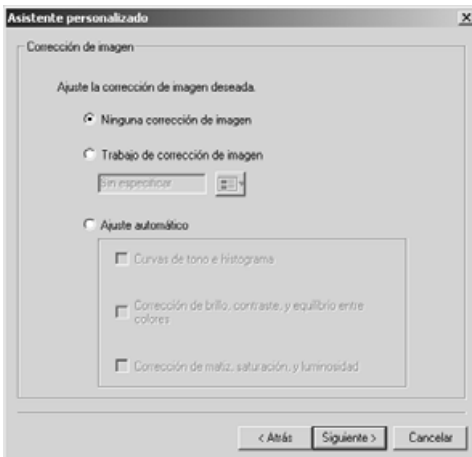 Asistente personalizado
Corrección de imagen
Ajuste la corrección de imagen deseada.
Ninguna corrección de imagen
Trabajo de corrección de imagen
Sin especificar
Ajuste automático
Curvas de tono e histograma
Corrección de brillo, contraste, y equilibrio entre
colores
Corrección de matiz, saturación, y luminosidad
< Atrás
Siguiente >
Cancelar